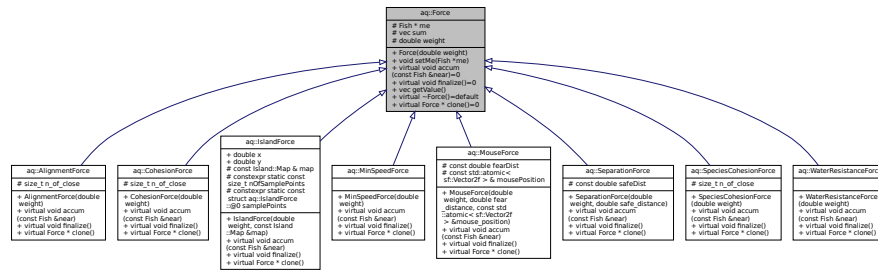 aq::Force
# Fish * me
# vec sum
# double weight
+ Force(double weight)
+ void setMe(Fish *me)
+ virtual void accum
(const Fish &near)=0
+ virtual void finalize()=0
+ vec getValue()
+ virtual ~Force()=default
+ virtual Force * clone()=0
aq::AlignmentForce
# size_t n_of_close
+ AlignmentForce(double
weight)
+ virtual void accum
(const Fish &near)
+ virtual void finalize()
+ virtual Force * clone()
aq::CohesionForce
# size_t n_of_close
+ CohesionForce(double
weight)
+ virtual void accum
(const Fish &near)
+ virtual void finalize()
+ virtual Force * clone()
aq::IslandForce
+ double x
+ double y
# const Island::Map & map
# constexpr static const
size_t nOfSamplePoints
# constexpr static const
struct aq::IslandForce
::@0 samplePoints
+ IslandForce(double
weight, const Island
::Map &map)
+ virtual void accum
(const Fish &near)
+ virtual void finalize()
+ virtual Force * clone()
aq::MinSpeedForce
+ MinSpeedForce(double
weight)
+ virtual void accum
(const Fish &near)
+ virtual void finalize()
+ virtual Force * clone()
aq::MouseForce
# const double fearDist
# const std::atomic<
sf::Vector2f > & mousePosition
+ MouseForce(double
weight, double fear
_distance, const std
::atomic< sf::Vector2f
> &mouse_position)
+ virtual void accum
(const Fish &near)
+ virtual void finalize()
+ virtual Force * clone()
aq::SeparationForce
# const double safeDist
+ SeparationForce(double
weight, double safe_distance)
+ virtual void accum
(const Fish &near)
+ virtual void finalize()
+ virtual Force * clone()
aq::SpeciesCohesionForce
# size_t n_of_close
+ SpeciesCohesionForce
(double weight)
+ virtual void accum
(const Fish &near)
+ virtual void finalize()
+ virtual Force * clone()
aq::WaterResistanceForce
+ WaterResistanceForce
(double weight)
+ virtual void accum
(const Fish &near)
+ virtual void finalize()
+ virtual Force * clone()